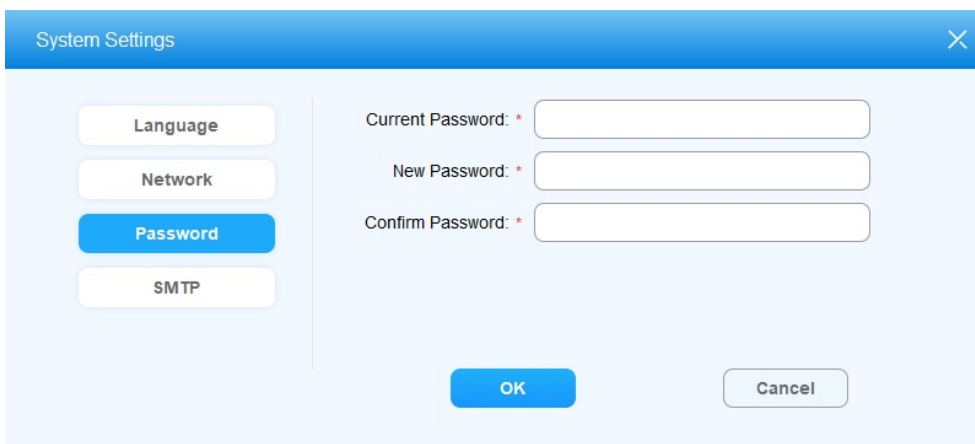 System Settings
Language
Network
Password
SMTP
Current Password: *
New Password: *
Confirm Password: *
OK
Cancel